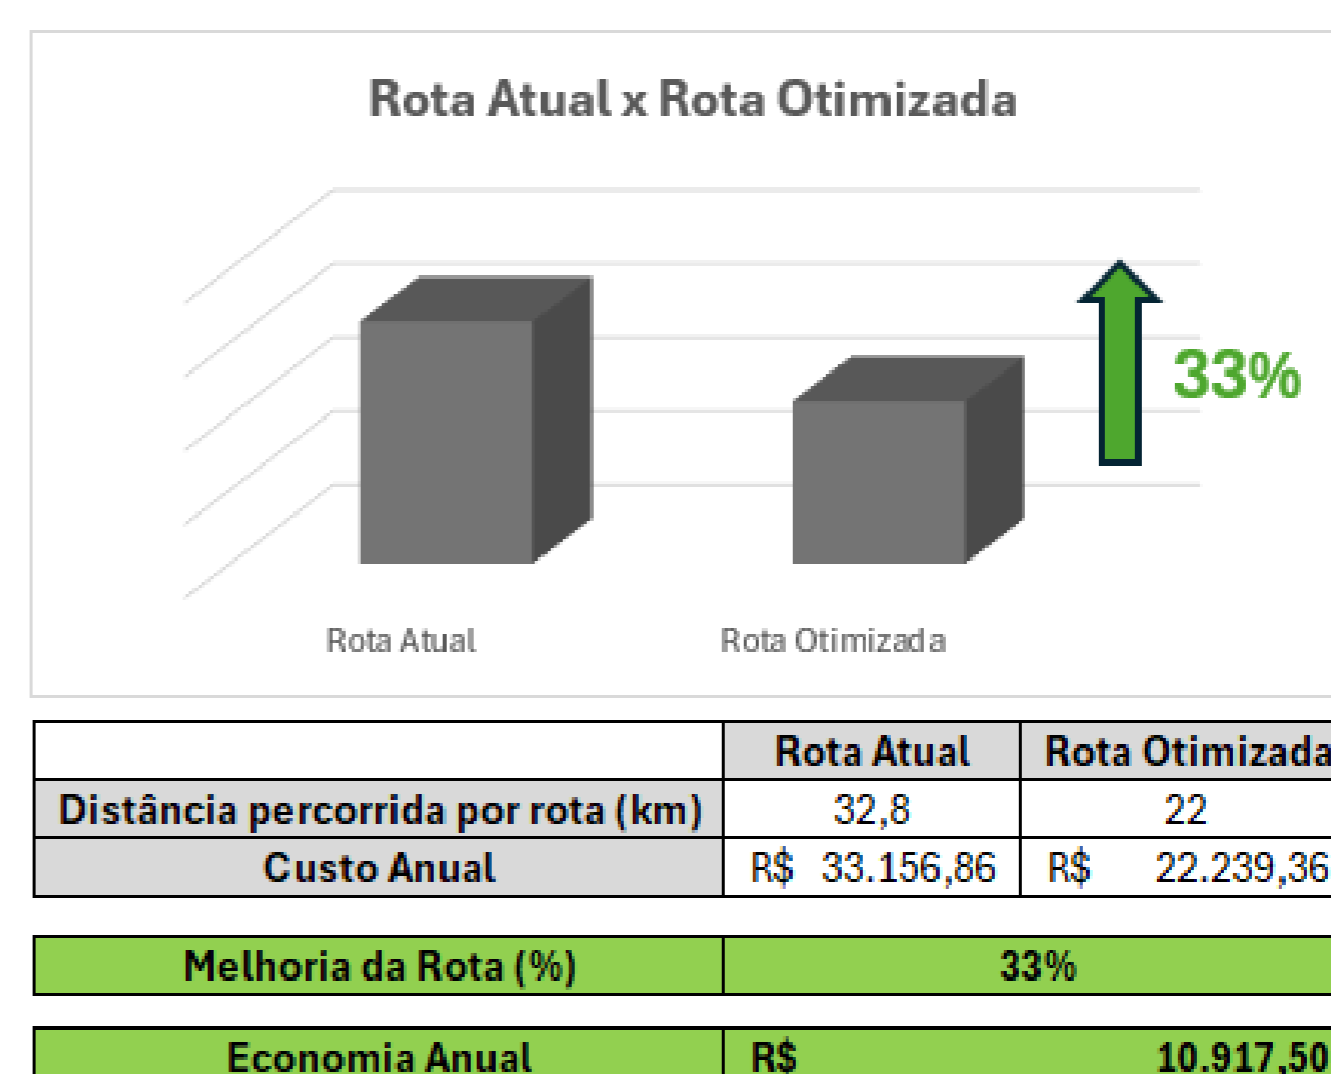 Rota Atual x Rota Otimizada
33%
Rota Atual Rota Otimizada
Rota Atual Rota Otimizada
Distância percorrida por rota (km) 32,8 22
Custo Anual R$ 33.156,86 R$ 22.239,36
Melhoria da Rota (%) 33%
Economia Anual R$ 10.917,50